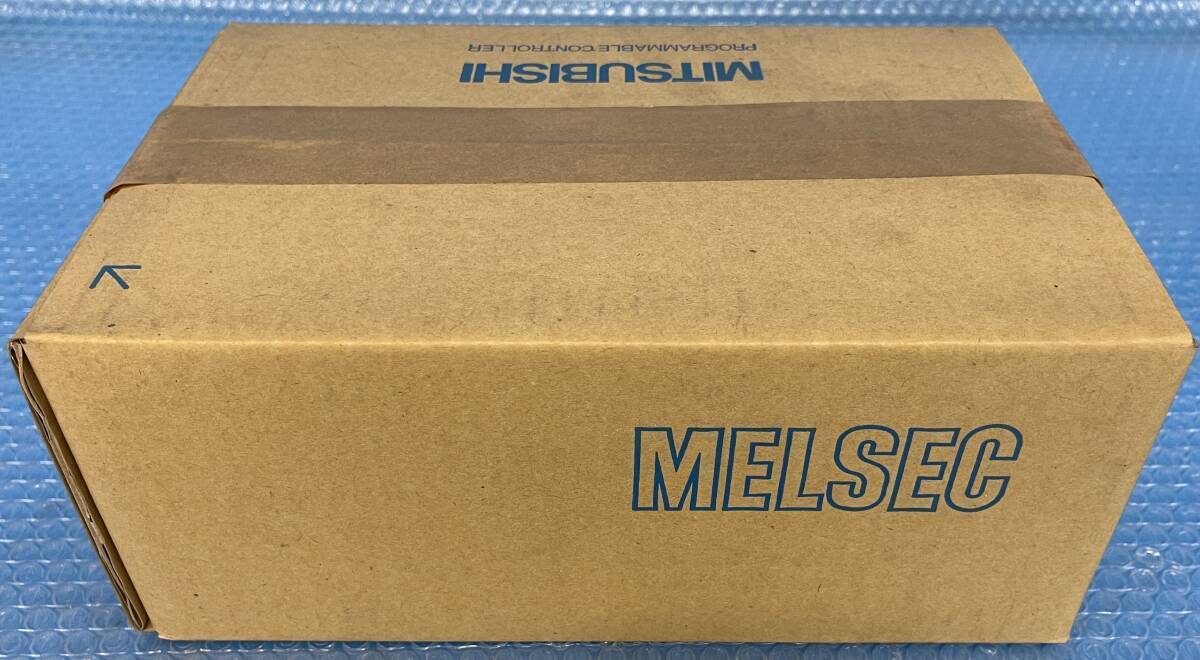 MITSUBISHI
PROGRAMMABLE CONTROLLER
MELSEC